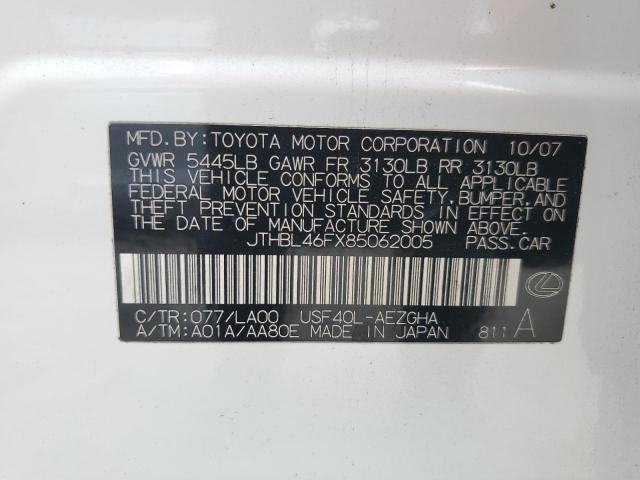 MFD.BY:TOYOTA MOTOR CORPORATION 10/07
GVWR 5445LB GAWR FR 3130LB RR 3130LB
THIS VEHICLE CONFORMS TO ALL APPLICABLE
FEDERAL MOTOR VEHICLE SAFETY,BUMPER,AND
THEFT PREVENTION STANDARDS IN EFFECT ON
THE DATE OF MANUFACTURE SHOWN ABOVE.
JTHBL46FX85062005 PASS.CAR
C/TR:077/LA00 USF40L-AEZGHA
A/TM:A01A/AA80E MADE IN JAPAN 811 A